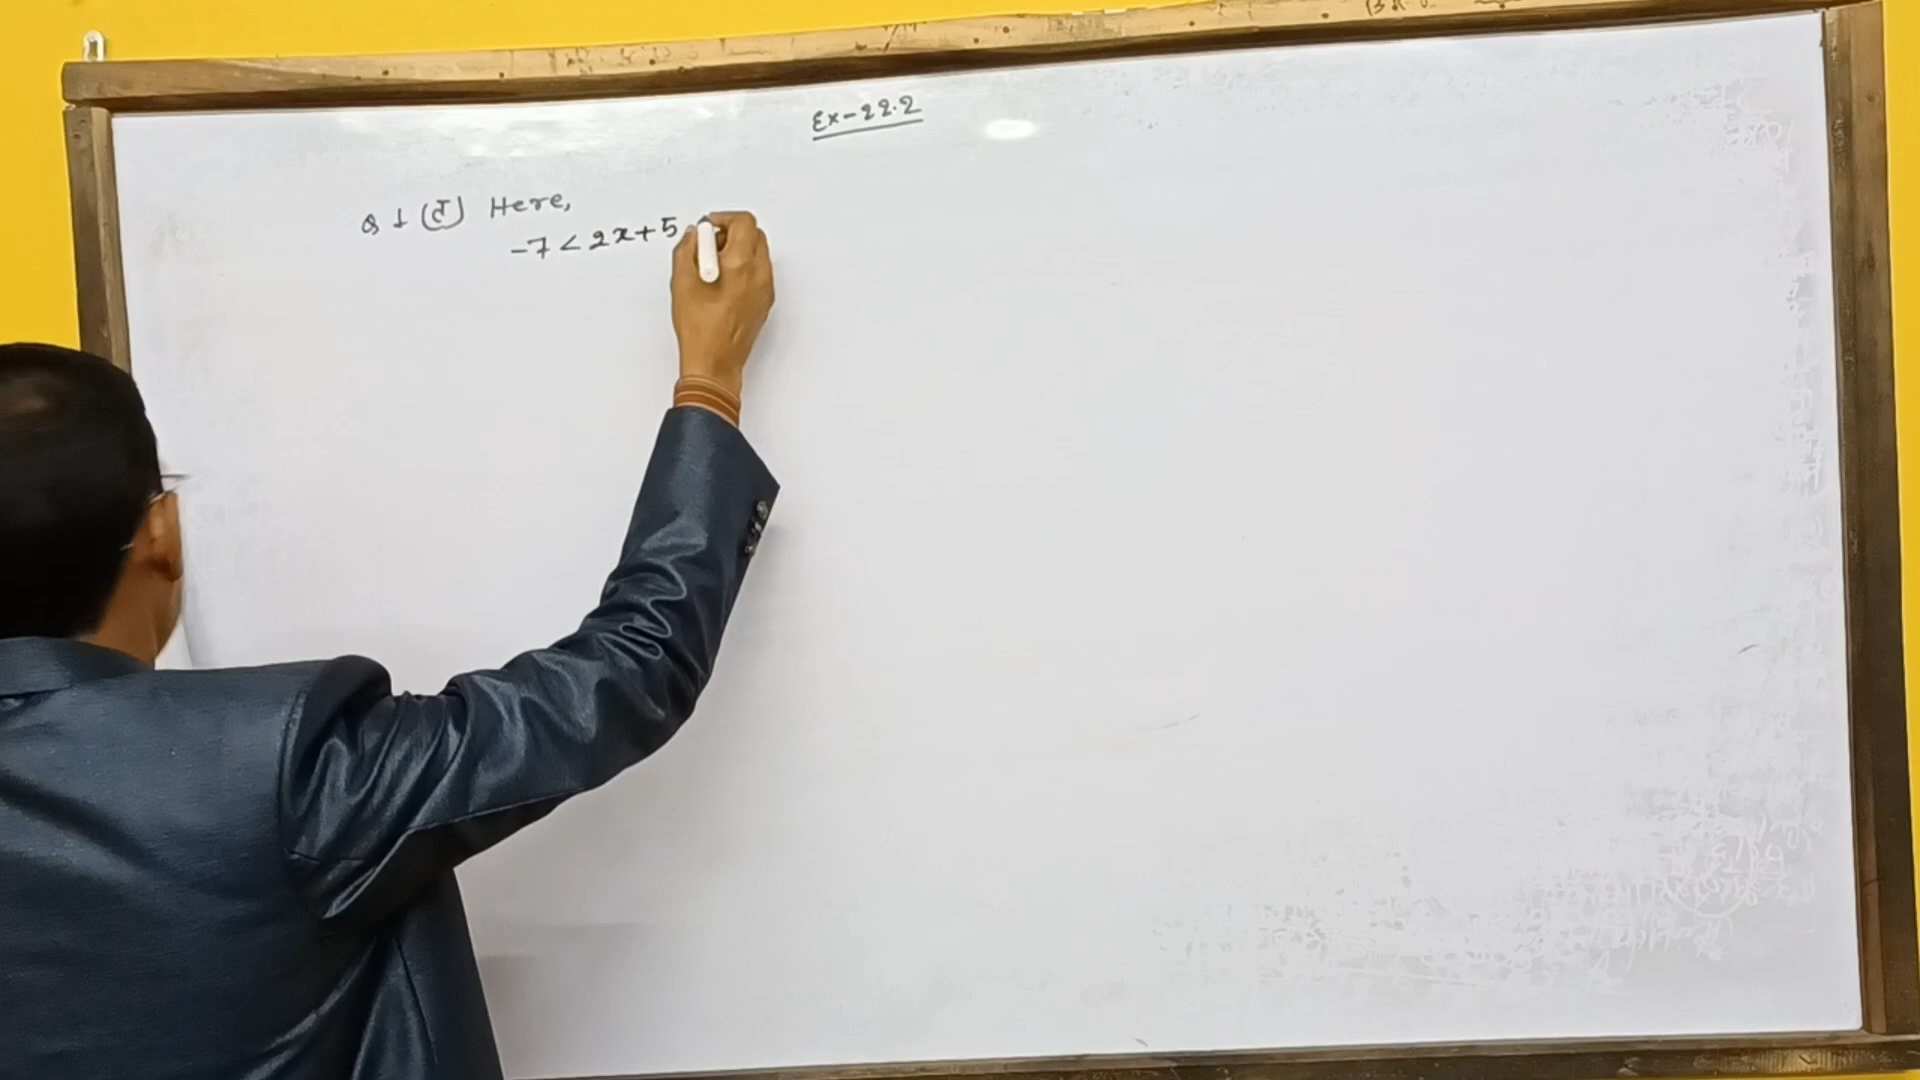 Ex-22.2
Q 1 (ट) Here,
-7 < 2x+5